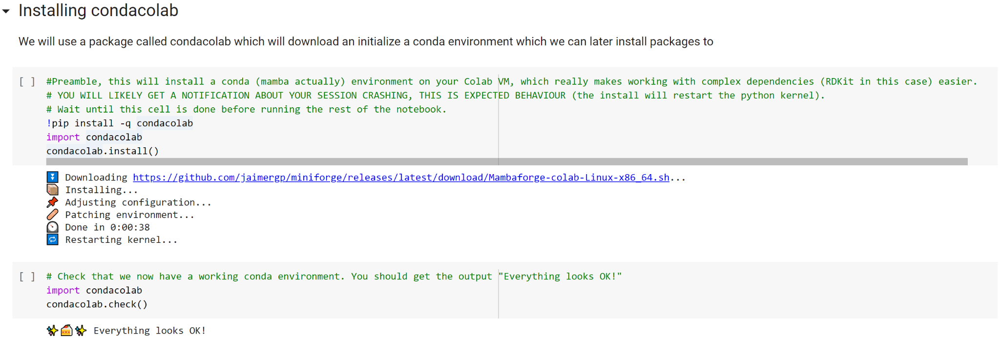 Installing condacolab
We will use a package called condacolab which will download an initialize a conda environment which we can later install packages to
[ ] #Preamble, this will install a conda (mamba actually) environment on your Colab VM, which really makes working with complex dependencies (RDKit in this case) easier.
# YOU WILL LIKELY GET A NOTIFICATION ABOUT YOUR SESSION CRASHING, THIS IS EXPECTED BEHAVIOUR (the install will restart the python kernel).
# Wait until this cell is done before running the rest of the notebook.
!pip install -q condacolab
import condacolab
condacolab.install()
⏬ Downloading https://github.com/jaimergp/miniforge/releases/latest/download/Mambaforge-colab-Linux-x86_64.sh...
📦 Installing...
📌 Adjusting configuration...
🩹 Patching environment...
⏲ Done in 0:00:38
🔁 Restarting kernel...
[ ] # Check that we now have a working conda environment. You should get the output "Everything looks OK!"
import condacolab
condacolab.check()
✨🍰✨ Everything looks OK!